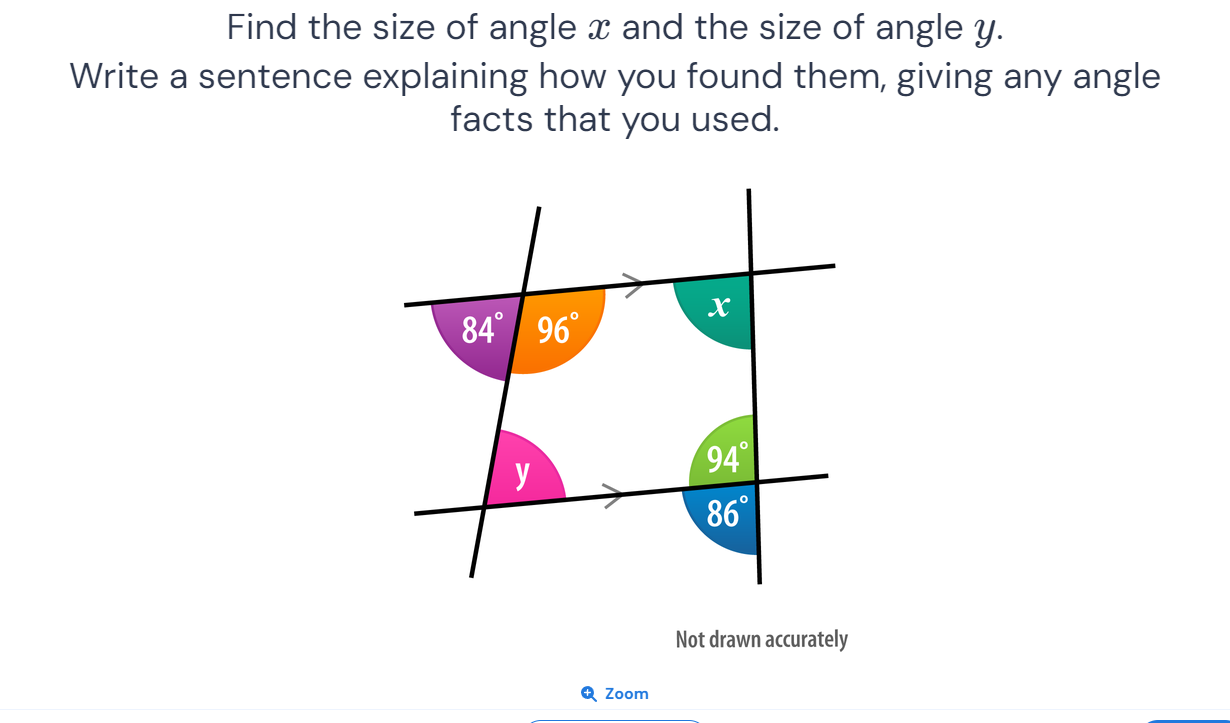 Find the size of angle x and the size of angle y.
Write a sentence explaining how you found them, giving any angle
facts that you used.
x
84° 96°
94°
y
86°
Not drawn accurately
Zoom